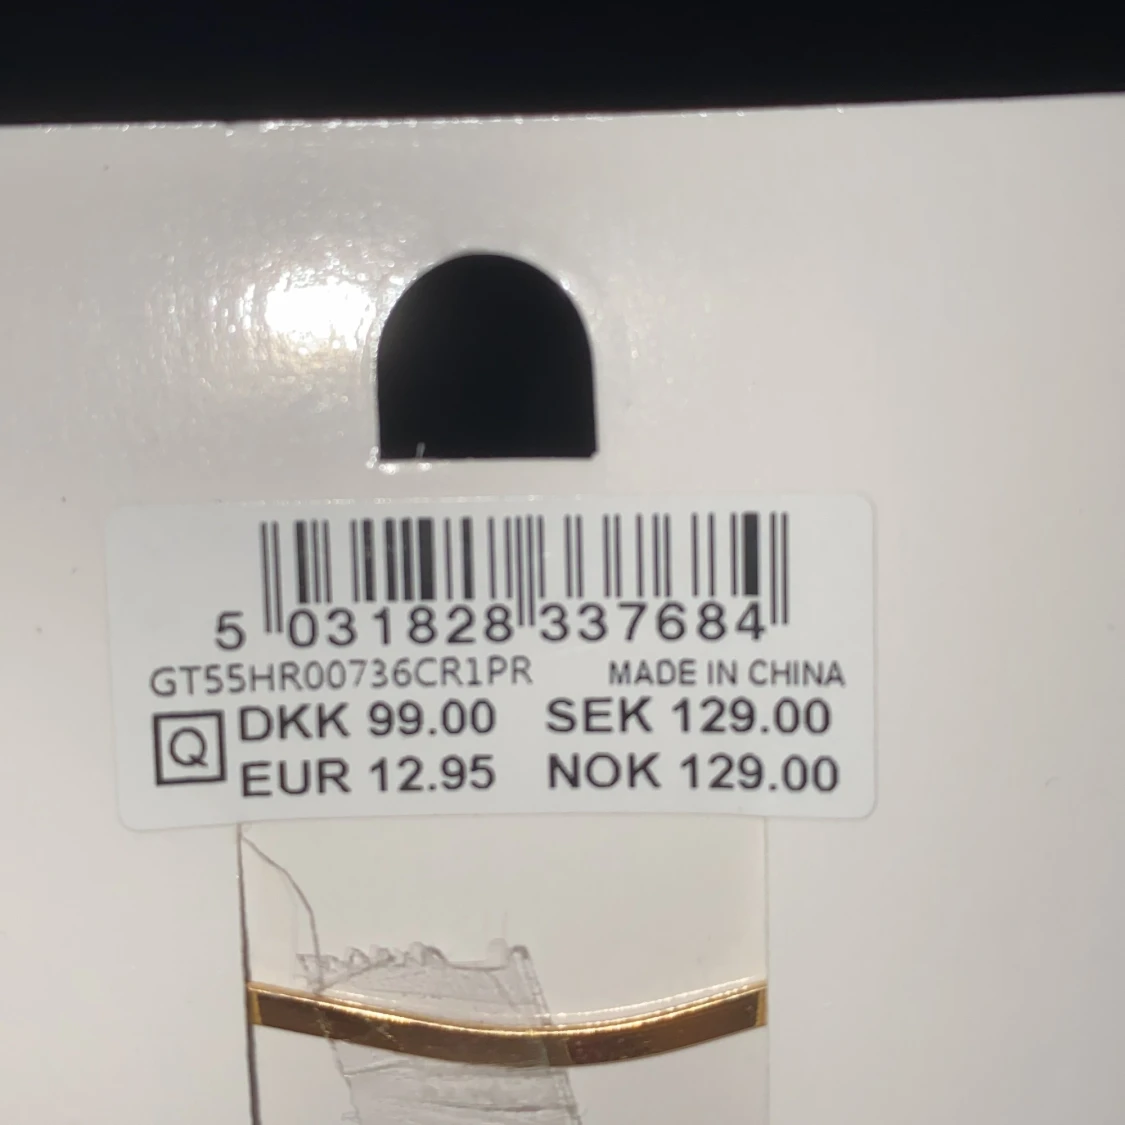 5 031828 337684
GT55HR00736CR1PR MADE IN CHINA
Q DKK 99.00 SEK 129.00
EUR 12.95 NOK 129.00